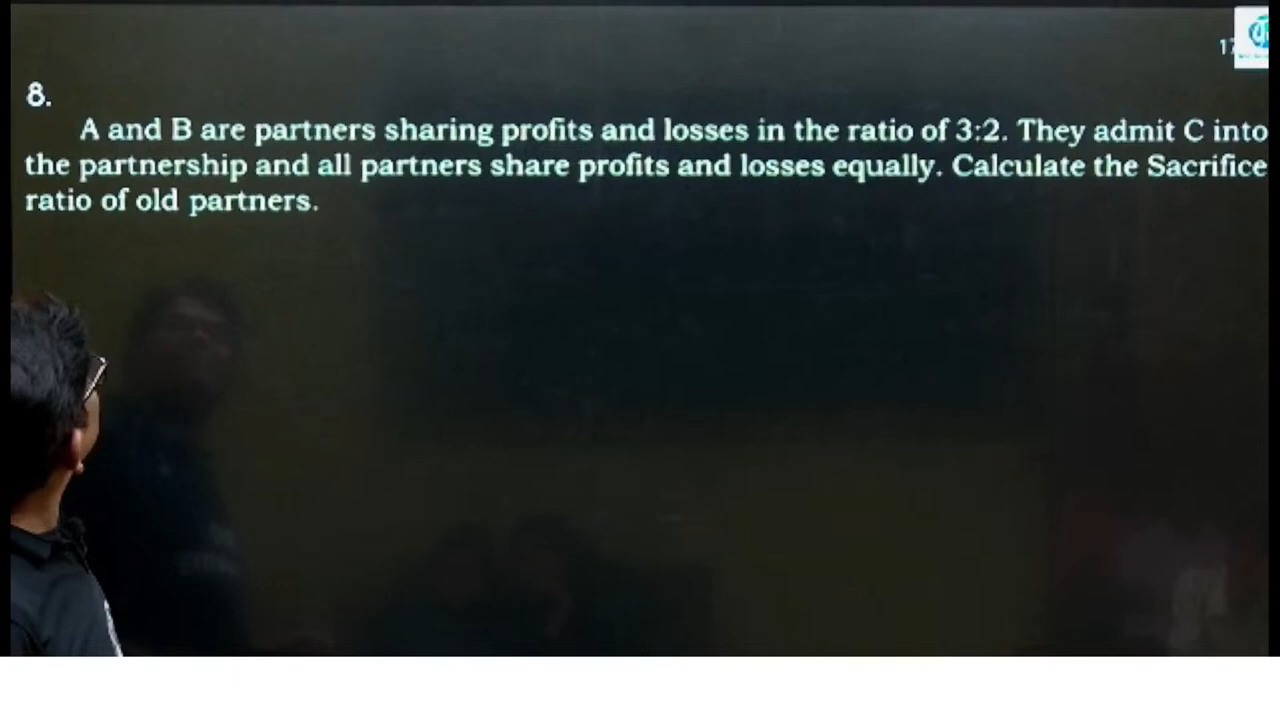 17
8.
A and B are partners sharing profits and losses in the ratio of 3:2. They admit C into
the partnership and all partners share profits and losses equally. Calculate the Sacrifice
ratio of old partners.